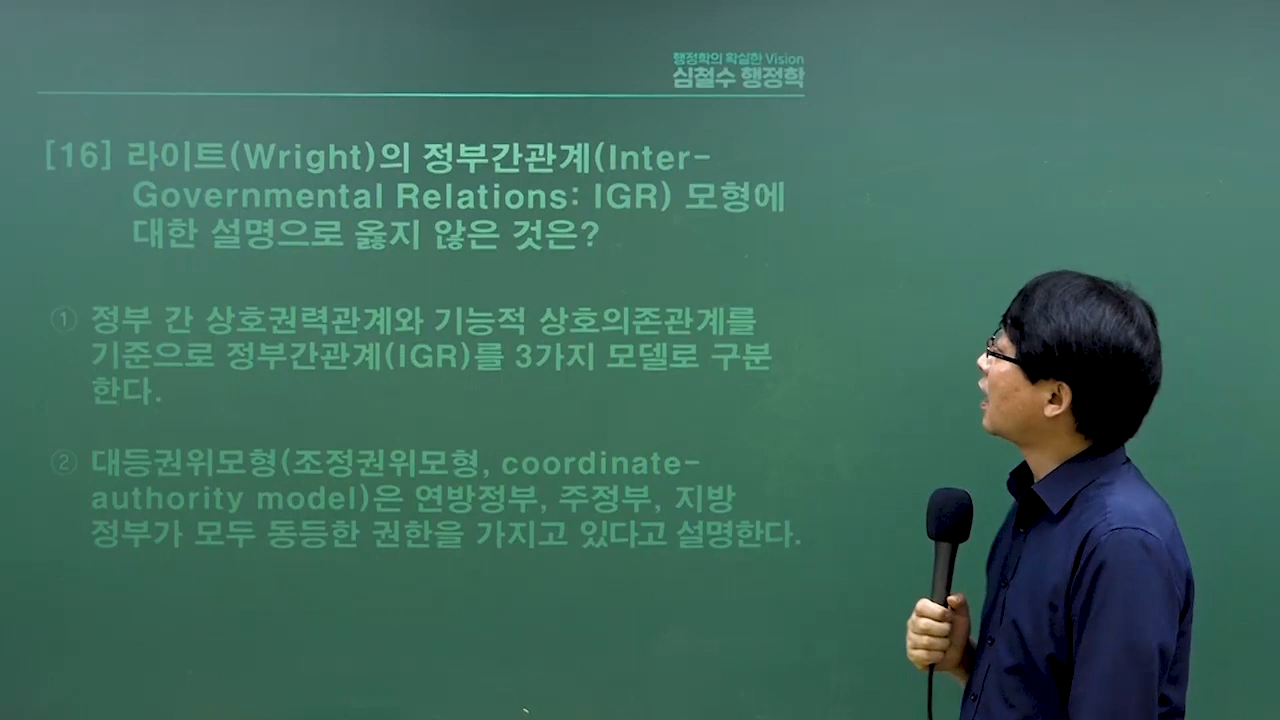 행정학의 확실한 Vision
심철수 행정학
[16] 라이트(Wright)의 정부간관계(Inter-
Governmental Relations: IGR) 모형에
대한 설명으로 옳지 않은 것은?
① 정부 간 상호권력관계와 기능적 상호의존관계를
기준으로 정부간관계(IGR)를 3가지 모델로 구분
한다.
② 대등권위모형(조정권위모형, coordinate-
authority model)은 연방정부, 주정부, 지방
정부가 모두 동등한 권한을 가지고 있다고 설명한다.